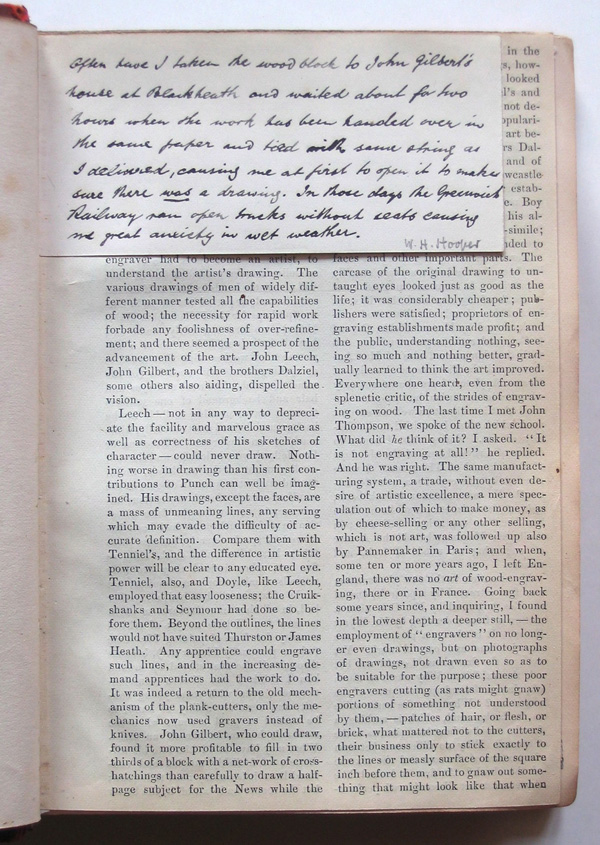 Often have I taken the wood block to John Gilbert's
house at Blackheath and waited about for two
hours when the work has been handed over in
the same paper and tied with same string as
I delivered, causing me at first to open it to make
sure there was a drawing. In those days the Greenwich
Railway ran open trucks without seats causing
me great anxiety in wet weather.
W. H. Hooper
engraver had to become an artist, to
understand the artist's drawing. The
various drawings of men of widely dif-
ferent manner tested all the capabilities
of wood; the necessity for rapid work
forbade any foolishness of over-refine-
ment; and there seemed a prospect of the
advancement of the art. John Leech,
John Gilbert, and the brothers Dalziel,
some others also aiding, dispelled the
vision.
Leech — not in any way to depreci-
ate the facility and marvelous grace as
well as correctness of his sketches of
character — could never draw. Noth-
ing worse in drawing than his first con-
tributions to Punch can well be imag-
ined. His drawings, except the faces, are
a mass of unmeaning lines, any serving
which may evade the difficulty of ac-
curate definition. Compare them with
Tenniel's, and the difference in artistic
power will be clear to any educated eye.
Tenniel, also, and Doyle, like Leech,
employed that easy looseness; the Cruik-
shanks and Seymour had done so be-
fore them. Beyond the outlines, the lines
would not have suited Thurston or James
Heath. Any apprentice could engrave
such lines, and in the increasing de-
mand apprentices had the work to do.
It was indeed a return to the old mech-
anism of the plank-cutters, only the me-
chanics now used gravers instead of
knives. John Gilbert, who could draw,
found it more profitable to fill in two
thirds of a block with a net-work of cross-
hatchings than carefully to draw a half-
page subject for the News while the
in the
s, how-
looked
l's and
not de-
opulari-
art be-
rs Dal-
and of
wcastle
estab-
e. Boy
his al-
-simile;
nded to
faces and other important parts. The
carcase of the original drawing to un-
taught eyes looked just as good as the
life; it was considerably cheaper; pub-
lishers were satisfied; proprietors of en-
graving establishments made profit; and
the public, understanding nothing, see-
ing so much and nothing better, grad-
ually learned to think the art improved.
Everywhere one heard, even from the
splenetic critic, of the strides of engrav-
ing on wood. The last time I met John
Thompson, we spoke of the new school.
What did he think of it? I asked. "It
is not engraving at all!" he replied.
And he was right. The same manufact-
uring system, a trade, without even de-
sire of artistic excellence, a mere spec-
ulation out of which to make money, as
by cheese-selling or any other selling,
which is not art, was followed up also
by Pannemaker in Paris; and when,
some ten or more years ago, I left En-
gland, there was no art of wood-engrav-
ing, there or in France. Going back
some years since, and inquiring, I found
in the lowest depth a deeper still, — the
employment of "engravers" on no long-
er even drawings, but on photographs
of drawings, not drawn even so as to
be suitable for the purpose; these poor
engravers cutting (as rats might gnaw)
portions of something not understood
by them, — patches of hair, or flesh, or
brick, what mattered not to the cutters,
their business only to stick exactly to
the lines or measly surface of the square
inch before them, and to gnaw out some-
thing that might look like that when